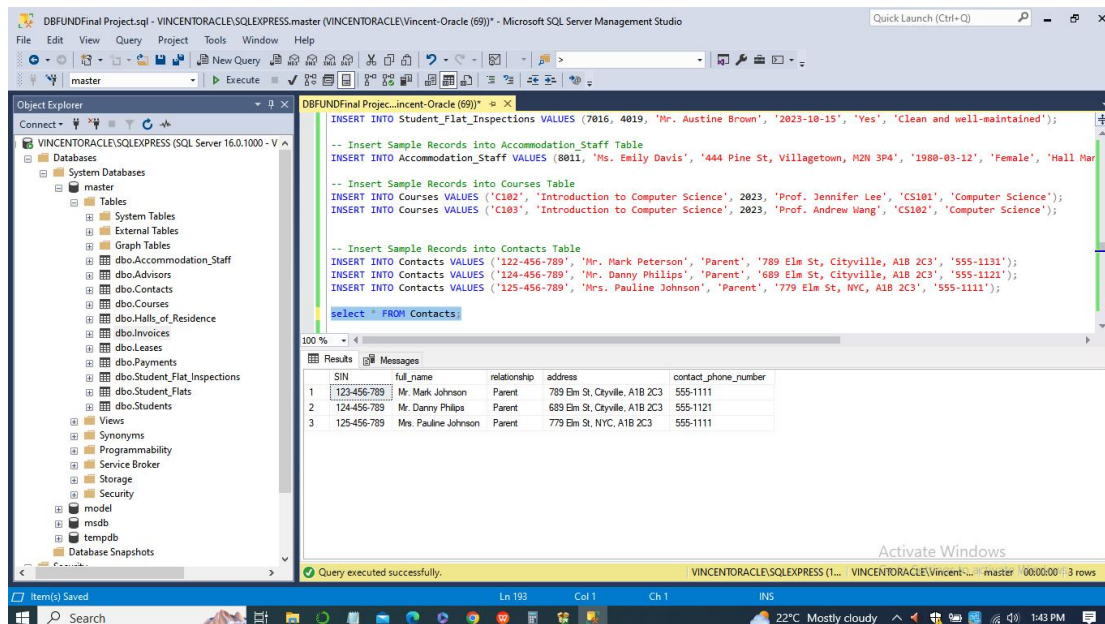 DBFUNDFinal Project.sql - VINCENTORACLE\SQLEXPRESS.master (VINCENTORACLE\Vincent-Oracle (69))* - Microsoft SQL Server Management Studio
Quick Launch (Ctrl+Q)
File Edit View Query Project Tools Window Help
New Query
master Execute
Object Explorer
DBFUNDFinal Projec...incent-Oracle (69))*
Connect
VINCENTORACLE\SQLEXPRESS (SQL Server 16.0.1000 - V
Databases
System Databases
master
Tables
System Tables
External Tables
Graph Tables
dbo.Accommodation_Staff
dbo.Advisors
dbo.Contacts
dbo.Courses
dbo.Halls_of_Residence
dbo.Invoices
dbo.Leases
dbo.Payments
dbo.Student_Flat_Inspections
dbo.Student_Flats
dbo.Students
Views
Synonyms
Programmability
Service Broker
Storage
Security
model
msdb
tempdb
Database Snapshots
INSERT INTO Student_Flat_Inspections VALUES (7016, 4019, 'Mr. Austine Brown', '2023-10-15', 'Yes', 'Clean and well-maintained');
-- Insert Sample Records into Accommodation_Staff Table
INSERT INTO Accommodation_Staff VALUES (8011, 'Ms. Emily Davis', '444 Pine St, Villagetown, M2N 3P4', '1980-03-12', 'Female', 'Hall Mar
-- Insert Sample Records into Courses Table
INSERT INTO Courses VALUES ('C102', 'Introduction to Computer Science', 2023, 'Prof. Jennifer Lee', 'CS101', 'Computer Science');
INSERT INTO Courses VALUES ('C103', 'Introduction to Computer Science', 2023, 'Prof. Andrew Wang', 'CS102', 'Computer Science');
-- Insert Sample Records into Contacts Table
INSERT INTO Contacts VALUES ('122-456-789', 'Mr. Mark Peterson', 'Parent', '789 Elm St, Cityville, A1B 2C3', '555-1131');
INSERT INTO Contacts VALUES ('124-456-789', 'Mr. Danny Philips', 'Parent', '689 Elm St, Cityville, A1B 2C3', '555-1121');
INSERT INTO Contacts VALUES ('125-456-789', 'Mrs. Pauline Johnson', 'Parent', '779 Elm St, NYC, A1B 2C3', '555-1111');
select * FROM Contacts;
100 %
Results Messages
SIN full_name relationship address contact_phone_number
1 123-456-789 Mr. Mark Johnson Parent 789 Elm St, Cityville, A1B 2C3 555-1111
2 124-456-789 Mr. Danny Philips Parent 689 Elm St, Cityville, A1B 2C3 555-1121
3 125-456-789 Mrs. Pauline Johnson Parent 779 Elm St, NYC, A1B 2C3 555-1111
Activate Windows
Query executed successfully. VINCENTORACLE\SQLEXPRESS (1... VINCENTORACLE\Vincent-... master 00:00:00 3 rows
Item(s) Saved Ln 193 Col 1 Ch 1 INS
Search 22°C Mostly cloudy 1:43 PM